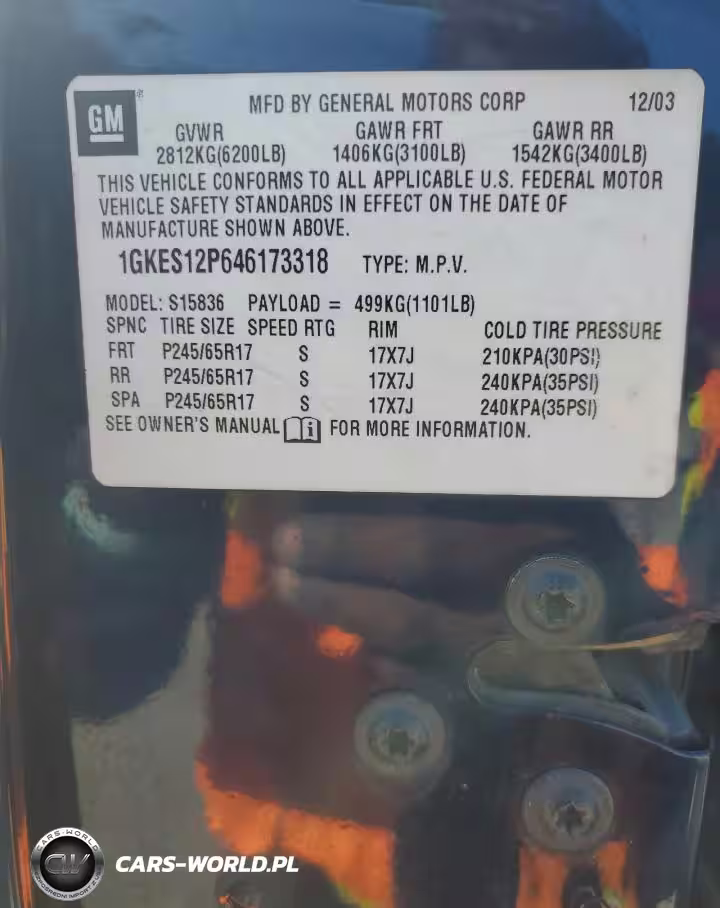 GM
MFD BY GENERAL MOTORS CORP 12/03
GVWR GAWR FRT GAWR RR
2812KG(6200LB) 1406KG(3100LB) 1542KG(3400LB)
THIS VEHICLE CONFORMS TO ALL APPLICABLE U.S. FEDERAL MOTOR
VEHICLE SAFETY STANDARDS IN EFFECT ON THE DATE OF
MANUFACTURE SHOWN ABOVE.
1GKES12P646173318 TYPE: M.P.V.
MODEL: S15836 PAYLOAD = 499KG(1101LB)
SPNC TIRE SIZE SPEED RTG RIM COLD TIRE PRESSURE
FRT P245/65R17 S 17X7J 210KPA(30PSI)
RR P245/65R17 S 17X7J 240KPA(35PSI)
SPA P245/65R17 S 17X7J 240KPA(35PSI)
SEE OWNER'S MANUAL i FOR MORE INFORMATION.
CARS-WORLD
CW
CARS-WORLD.PL